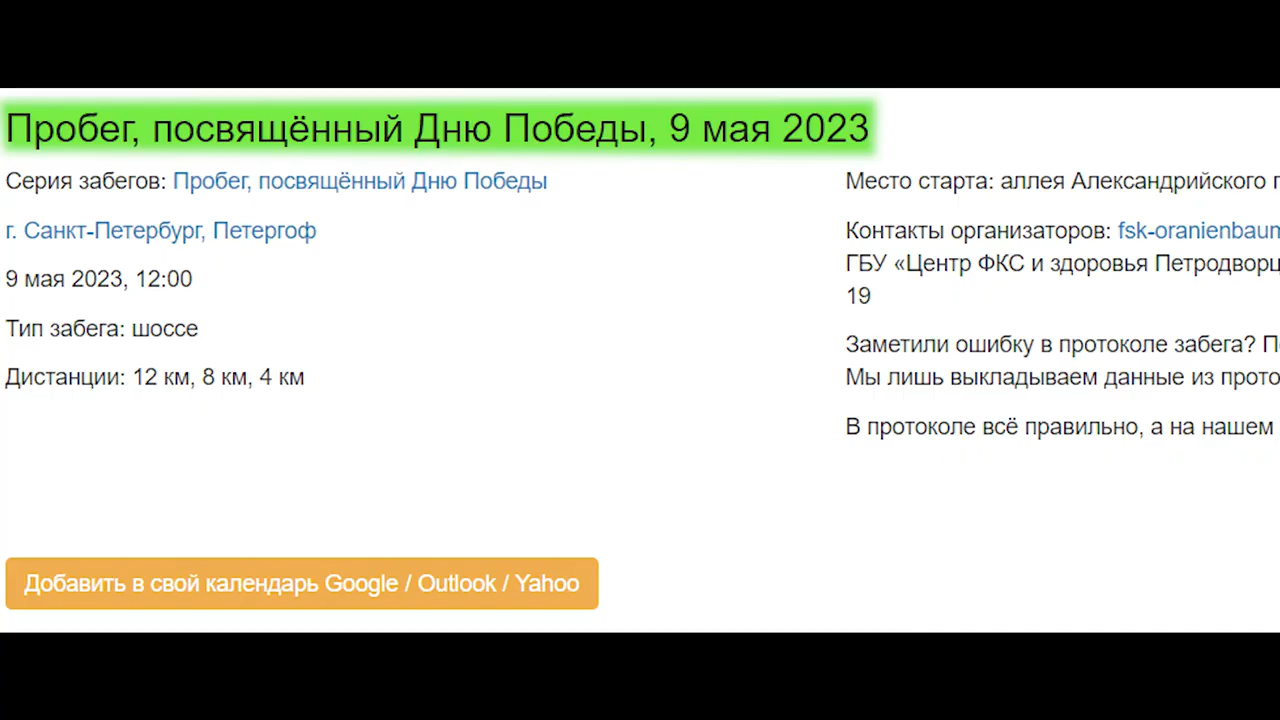 Пробег, посвящённый Дню Победы, 9 мая 2023
Серия забегов: Пробег, посвящённый Дню Победы
г. Санкт-Петербург, Петергоф
9 мая 2023, 12:00
Тип забега: шоссе
Дистанции: 12 км, 8 км, 4 км
Место старта: аллея Александрийского
Контакты организаторов:
ГБУ «Центр ФКС и здоровья
19
Заметили ошибку в протоколе забега?
Мы лишь выкладываем данные из
В протоколе всё правильно, а на нашем
Добавить в свой календарь Google / Outlook / Yahoo